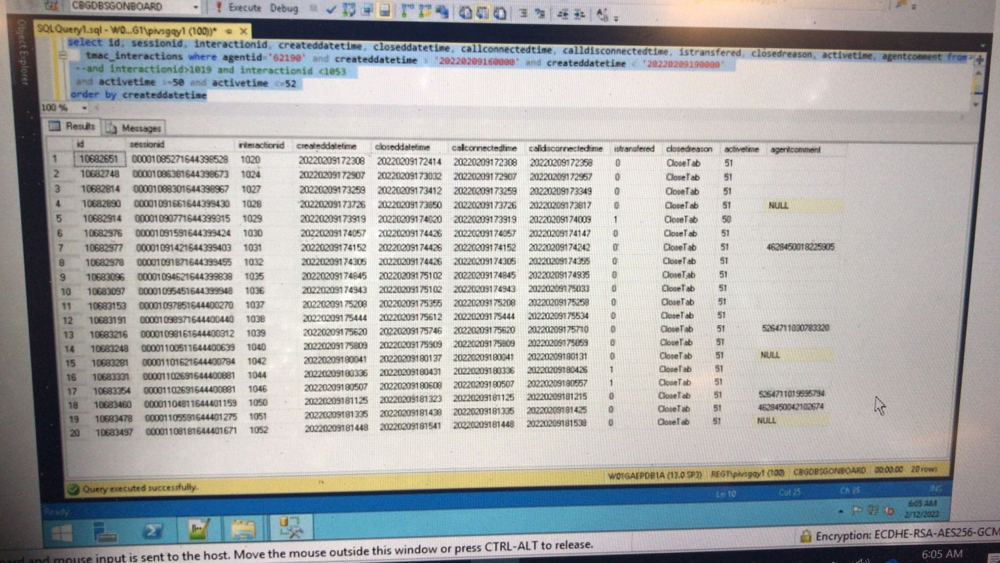 CBGDBSGONBOARD
Execute Debug
Object Explorer
SQLQuery1.sql - W0...G1\pivsgqy1 (100))* X
select id, sessionid, interactionid, createddatetime, closeddatetime, callconnectedtime, calldisconnectedtime, istransfered, closedreason, activetime, agentcomment from
tmac_interactions where agentid='62190' and createddatetime > '20220209160000' and createddatetime < '20220209190000'
--and interactionid>1019 and interactionid <1053
and activetime >=50 and activetime <=52
order by createddatetime
100 %
Results Messages
id sessionid interactionid createddatetime closeddatetime callconnectedtime calldisconnectedtime istransfered closedreason activetime agentcomment
1 10682651 00001085271644398528 1020 20220209172308 20220209172414 20220209172308 20220209172358 0 CloseTab 51
2 10682748 00001086381644398673 1024 20220209172907 20220209173032 20220209172907 20220209172957 0 CloseTab 51
3 10682814 00001088301644398967 1027 20220209173259 20220209173412 20220209173259 20220209173349 0 CloseTab 51
4 10682890 00001091661644399430 1028 20220209173726 20220209173850 20220209173726 20220209173817 0 CloseTab 51 NULL
5 10682914 00001090771644399315 1029 20220209173919 20220209174020 20220209173919 20220209174009 1 CloseTab 50
6 10682976 00001091591644399424 1030 20220209174057 20220209174426 20220209174057 20220209174147 0 CloseTab 51
7 10682977 00001091421644399403 1031 20220209174152 20220209174426 20220209174152 20220209174242 0 CloseTab 51 4628450018225905
8 10682978 00001091871644399455 1032 20220209174305 20220209174426 20220209174305 20220209174355 0 CloseTab 51
9 10683096 00001094621644399838 1035 20220209174845 20220209175102 20220209174845 20220209174935 0 CloseTab 51
10 10683097 00001095451644399948 1036 20220209174943 20220209175102 20220209174943 20220209175033 0 CloseTab 51
11 10683153 00001097851644400270 1037 20220209175208 20220209175355 20220209175208 20220209175258 0 CloseTab 51
12 10683191 00001098971644400440 1038 20220209175444 20220209175612 20220209175444 20220209175534 0 CloseTab 51
13 10683216 00001098161644400312 1039 20220209175620 20220209175746 20220209175620 20220209175710 0 CloseTab 51 5264711030783320
14 10683248 00001100511644400639 1040 20220209175809 20220209175909 20220209175809 20220209175859 0 CloseTab 51
15 10683281 00001101621644400784 1042 20220209180041 20220209180137 20220209180041 20220209180131 0 CloseTab 51 NULL
16 10683331 00001102691644400881 1044 20220209180336 20220209180431 20220209180336 20220209180426 1 CloseTab 51
17 10683354 00001102691644400881 1046 20220209180507 20220209180608 20220209180507 20220209180557 1 CloseTab 51
18 10683460 00001104811644401159 1050 20220209181125 20220209181323 20220209181125 20220209181215 0 CloseTab 51 5264711019595794
19 10683478 00001105591644401275 1051 20220209181335 20220209181438 20220209181335 20220209181425 0 CloseTab 51 4628450042102674
20 10683497 00001108181644401671 1052 20220209181448 20220209181541 20220209181448 20220209181538 0 CloseTab 51 NULL
Query executed successfully. W01GAEPDB1A (13.0 SP3) REG1\pivsgqy1 (100) CBGDBSGONBOARD 00:00:00 20 rows
Ready Ln 10 Col 25 Ch 25 INS
6:05 AM
2/12/2022
Encryption: ECDHE-RSA-AES256-GCM
and mouse input is sent to the host. Move the mouse outside this window or press CTRL-ALT to release.
6:05 AM